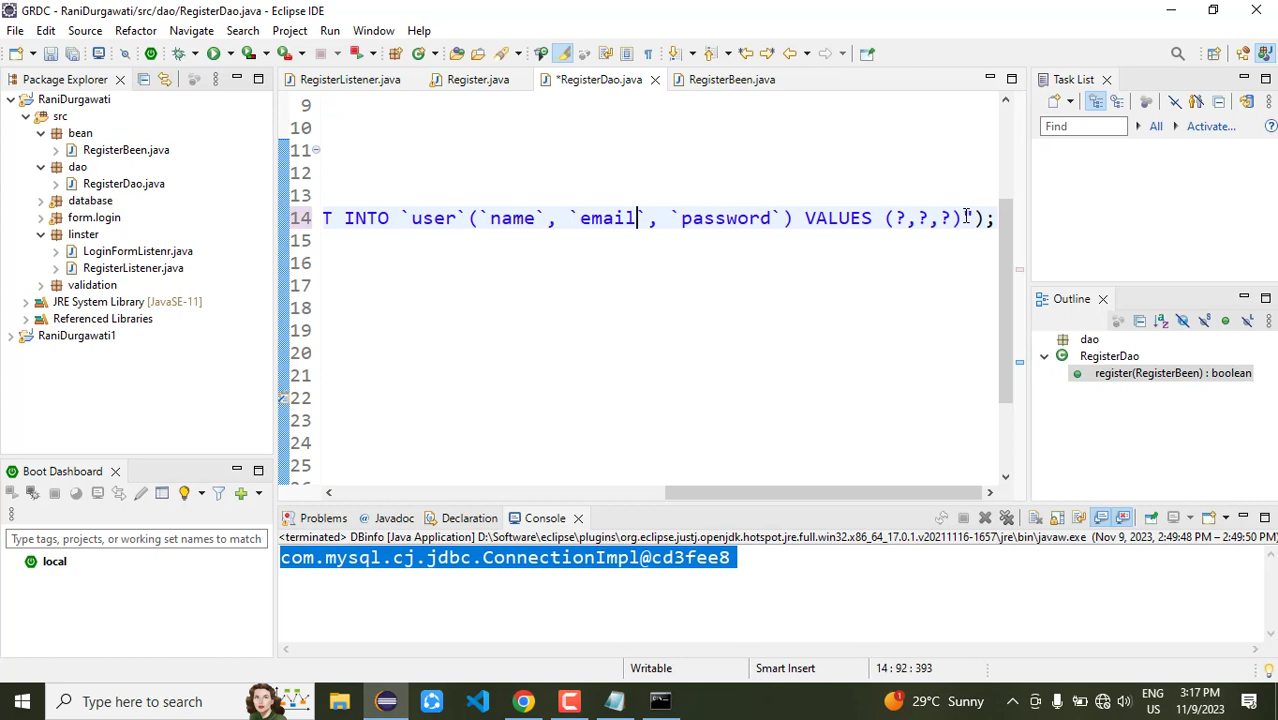 GRDC - RaniDurgawati/src/dao/RegisterDao.java - Eclipse IDE
File Edit Source Refactor Navigate Search Project Run Window Help
Package Explorer
RegisterListener.java Register.java *RegisterDao.java RegisterBeen.java
Task List
RaniDurgawati
src
bean
RegisterBeen.java
dao
RegisterDao.java
database
form.login
linster
LoginFormListenr.java
RegisterListener.java
validation
JRE System Library [JavaSE-11]
Referenced Libraries
RaniDurgawati1
9
10
11
12
13
14 T INTO `user`(`name`, `email`, `password`) VALUES (?,?,?)");
15
16
17
18
19
20
21
22
23
24
25
Find All Activate...
Outline
dao
RegisterDao
register(RegisterBeen) : boolean
Boot Dashboard
Type tags, projects, or working set names to match
local
Problems Javadoc Declaration Console
<terminated> DBinfo [Java Application] D:\Software\eclipse\plugins\org.eclipse.justj.openjdk.hotspot.jre.full.win32.x86_64_17.0.1.v20211116-1657\jre\bin\javaw.exe (Nov 9, 2023, 2:49:48 PM – 2:49:50 PM)
com.mysql.cj.jdbc.ConnectionImpl@cd3fee8
Writable Smart Insert 14 : 92 : 393
Type here to search
29°C Sunny
ENG
US
3:17 PM
11/9/2023